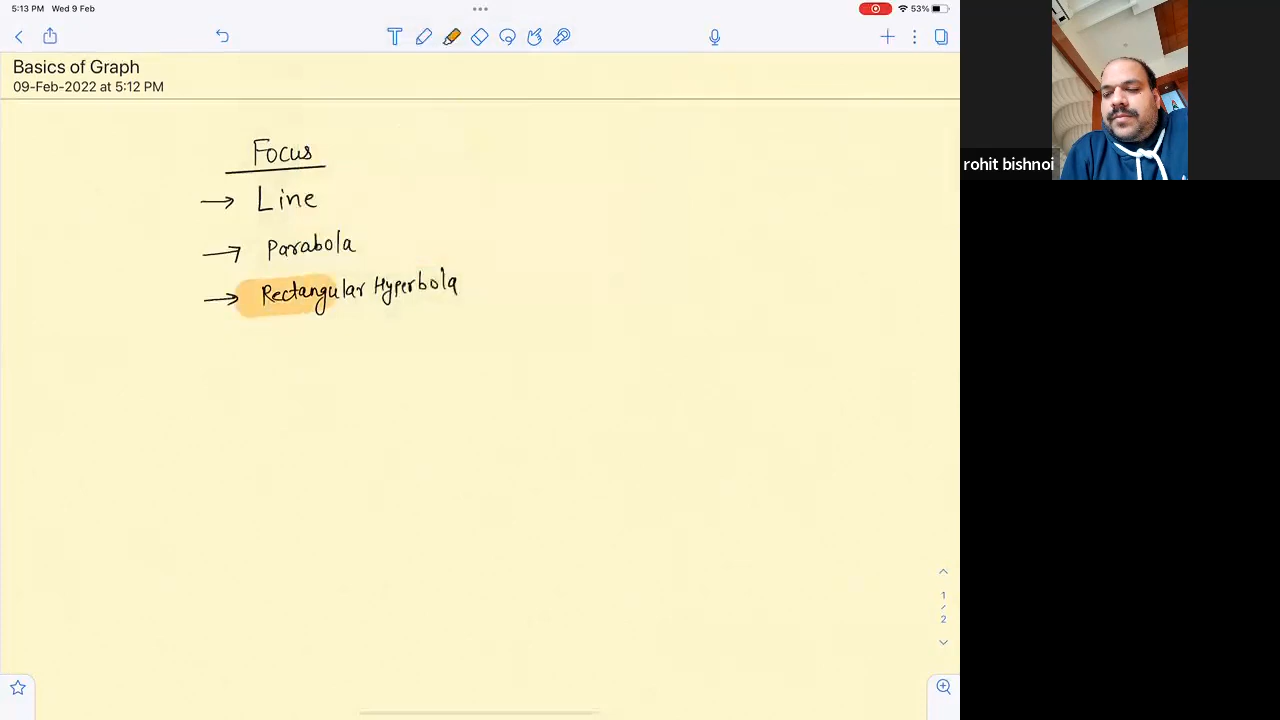 5:13 PM Wed 9 Feb
53%
Basics of Graph
09-Feb-2022 at 5:12 PM
Focus
→ Line
→ Parabola
→ Rectangular Hyperbola
rohit bishnoi
1
/
2